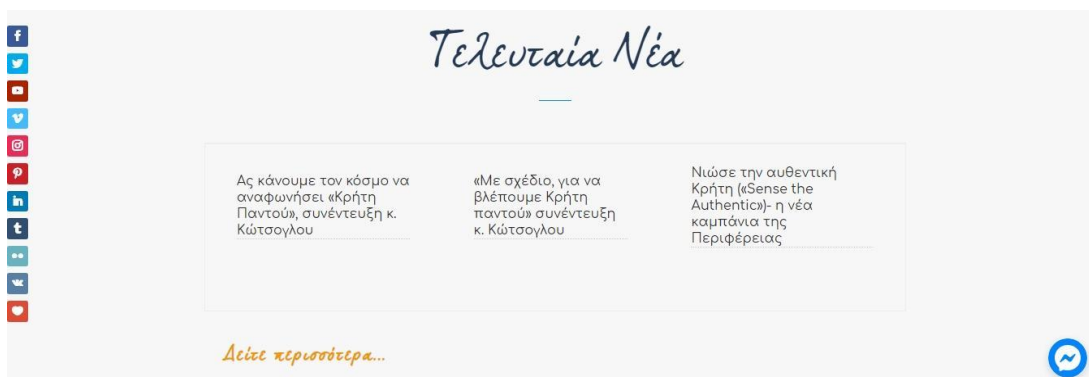 Τελευταία Νέα
Ας κάνουμε τον κόσμο να
αναφωνήσει «Κρήτη
Παντού», συνέντευξη κ.
Κώτσογλου
«Με σχέδιο, για να
βλέπουμε Κρήτη
παντού» συνέντευξη
κ. Κώτσογλου
Νιώσε την αυθεντική
Κρήτη («Sense the
Authentic»)- η νέα
καμπάνια της
Περιφέρειας
Δείτε περισσότερα...